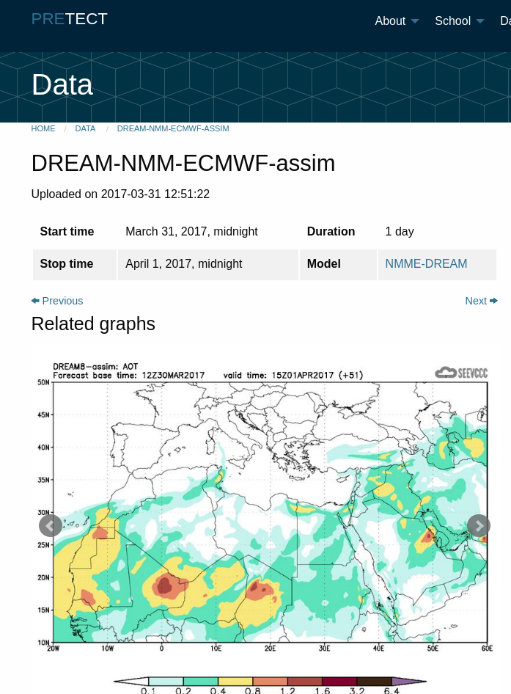 PRETECT
About School Da
Data
HOME / DATA / DREAM-NMM-ECMWF-ASSIM
DREAM-NMM-ECMWF-assim
Uploaded on 2017-03-31 12:51:22
Start time March 31, 2017, midnight Duration 1 day
Stop time April 1, 2017, midnight Model NMME-DREAM
Previous Next
Related graphs
DREAM8-assim: AOT
Forecast base time: 12Z30MAR2017 valid time: 15Z01APR2017 (+51)
SEEVCCC
50N
45N
40N
35N
30N
25N
20N
15N
10N
20W 10W 0 10E 20E 30E 40E 50E 60E
0.1 0.2 0.4 0.8 1.2 1.6 3.2 6.4